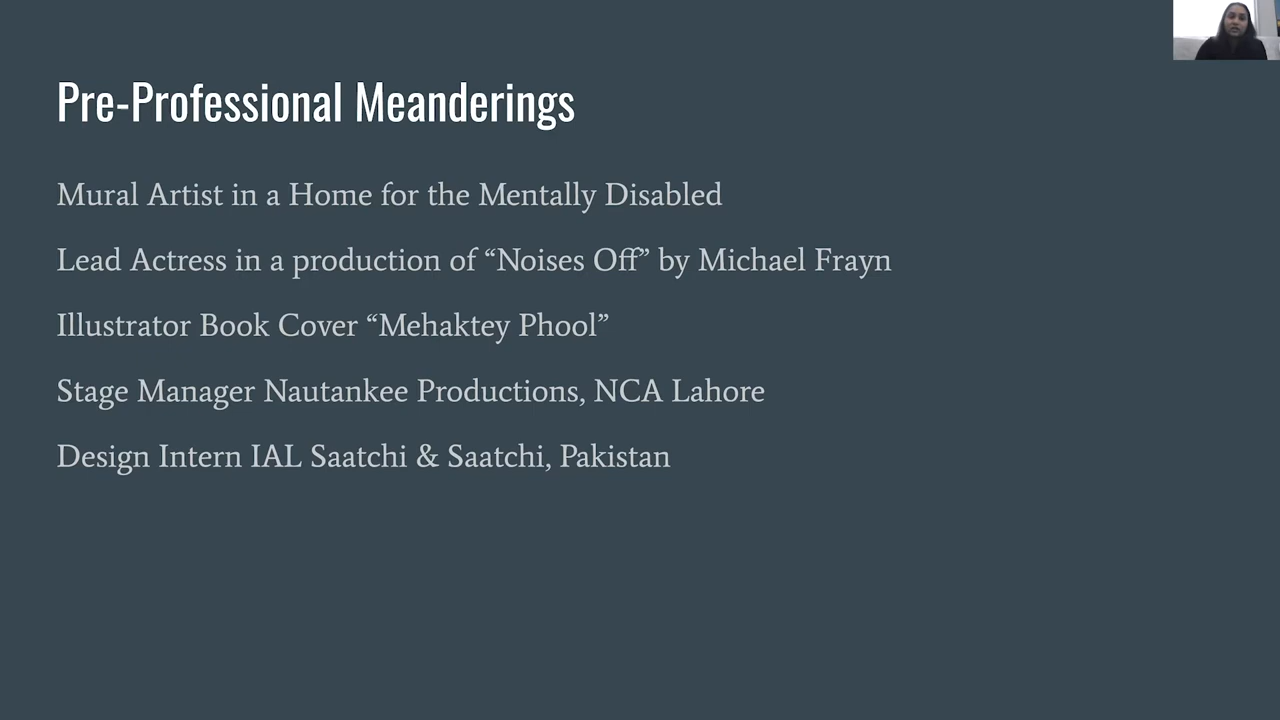 Pre-Professional Meanderings
Mural Artist in a Home for the Mentally Disabled
Lead Actress in a production of “Noises Off” by Michael Frayn
Illustrator Book Cover “Mehaktey Phool”
Stage Manager Nautankee Productions, NCA Lahore
Design Intern IAL Saatchi & Saatchi, Pakistan